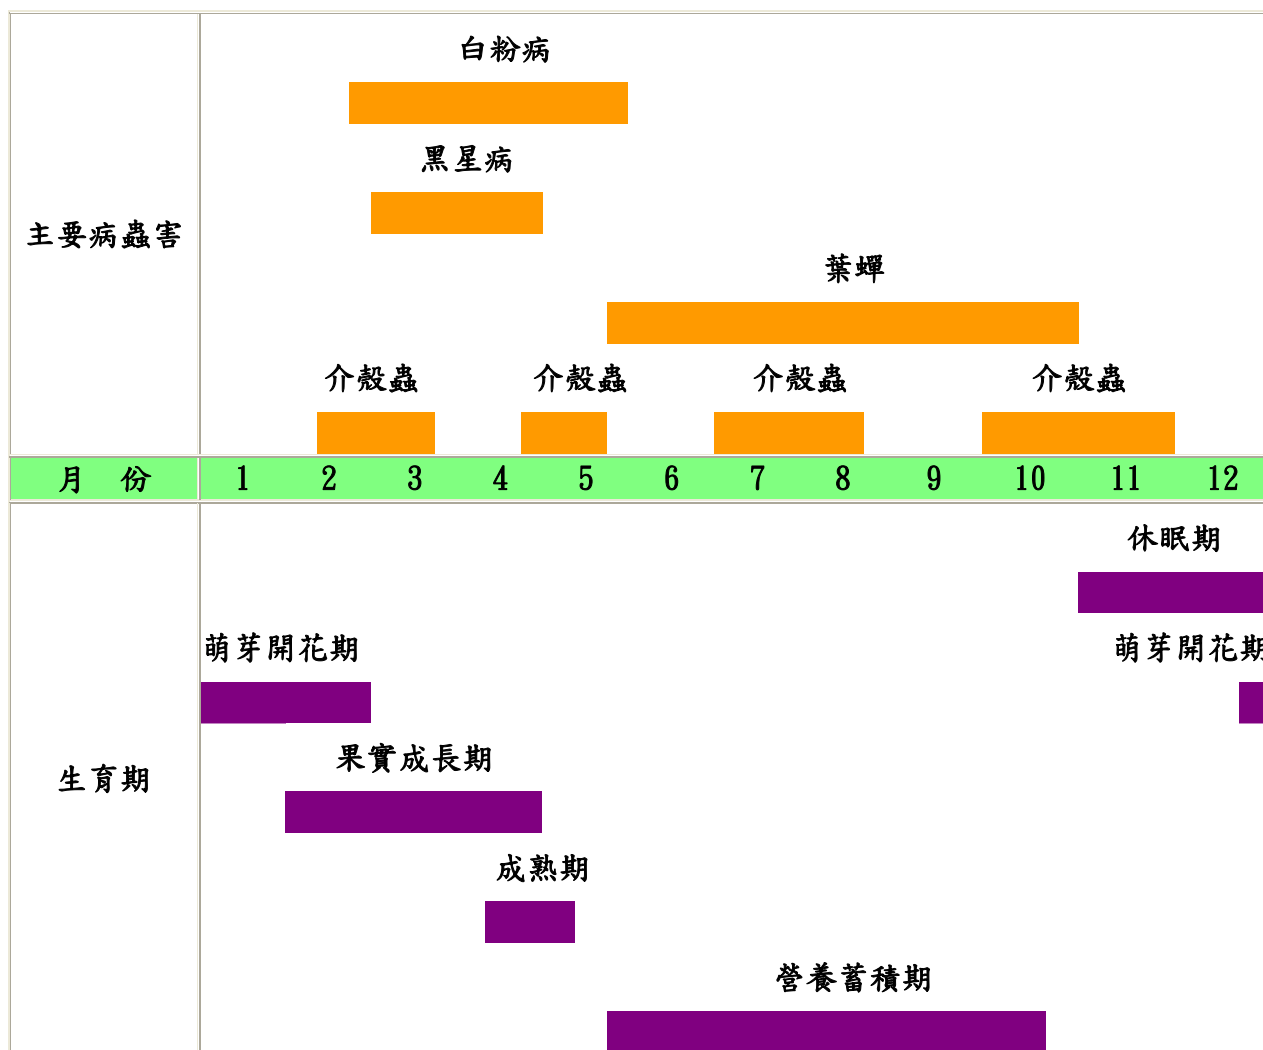 白粉病
黑星病
主要病蟲害
葉蟬
介殼蟲 介殼蟲 介殼蟲 介殼蟲
月 份 1 2 3 4 5 6 7 8 9 10 11 12
休眠期
萌芽開花期 萌芽開花期
果實成長期
生育期
成熟期
營養蓄積期